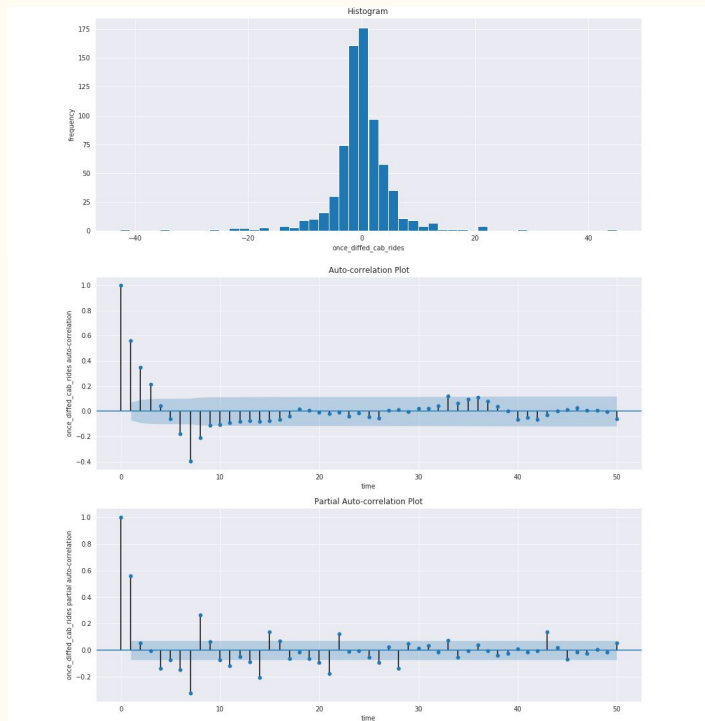 Histogram
175
150
125
100
75
50
25
0
frequency
−40 −20 0 20 40
once_diffed_cab_rides
Auto-correlation Plot
1.0
0.8
0.6
0.4
0.2
0.0
−0.2
−0.4
once_diffed_cab_rides auto-correlation
0 10 20 30 40 50
time
Partial Auto-correlation Plot
1.0
0.8
0.6
0.4
0.2
0.0
−0.2
once_diffed_cab_rides partial auto-correlation
0 10 20 30 40 50
time